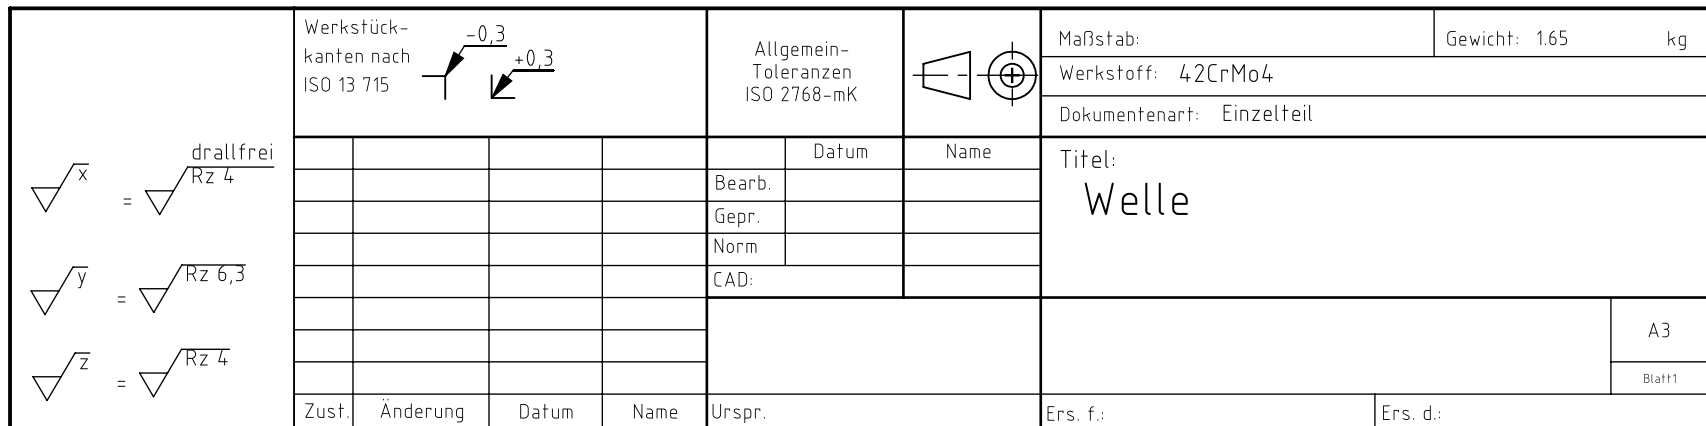 x = drallfrei
Rz 4
y = Rz 6,3
z = Rz 4
Werkstück-
kanten nach
ISO 13 715
-0,3
+0,3
Allgemein-
Toleranzen
ISO 2768-mK
Maßstab:
Gewicht: 1.65 kg
Werkstoff: 42CrMo4
Dokumentenart: Einzelteil
Datum Name
Bearb.
Gepr.
Norm
CAD:
Titel:
Welle
A3
Blatt1
Zust. Änderung Datum Name Urspr. Ers. f.: Ers. d.: